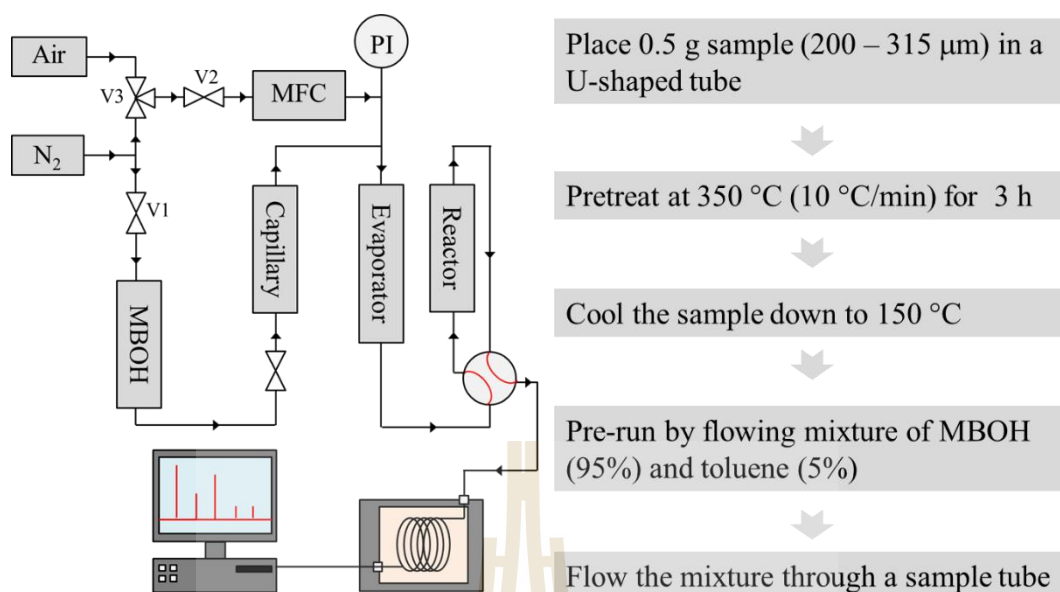 Air
V3
V2
MFC
PI
N2
V1
MBOH
Capillary
Evaporator
Reactor
Place 0.5 g sample (200 – 315 μm) in a
U-shaped tube
Pretreat at 350 °C (10 °C/min) for 3 h
Cool the sample down to 150 °C
Pre-run by flowing mixture of MBOH
(95%) and toluene (5%)
Flow the mixture through a sample tube